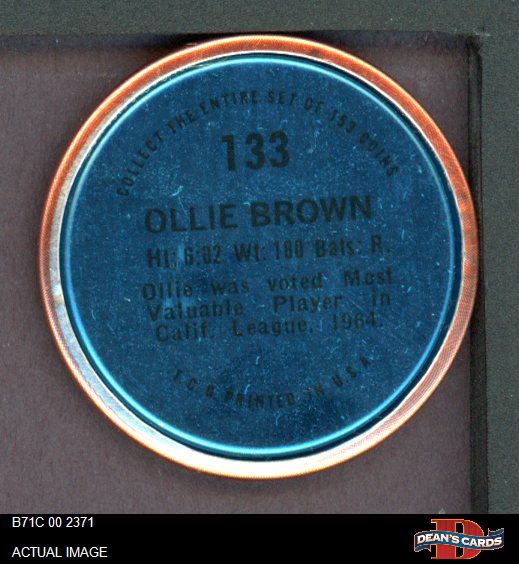 COLLECT THE ENTIRE SET OF 153 COINS
133
OLLIE BROWN
Ht: 6:02 Wt: 180 Bats: R.
Ollie was voted Most
Valuable Player in
Calif. League, 1964.
T.C.G. PRINTED IN U.S.A.
B71C 00 2371
ACTUAL IMAGE
D
DEAN'S CARDS